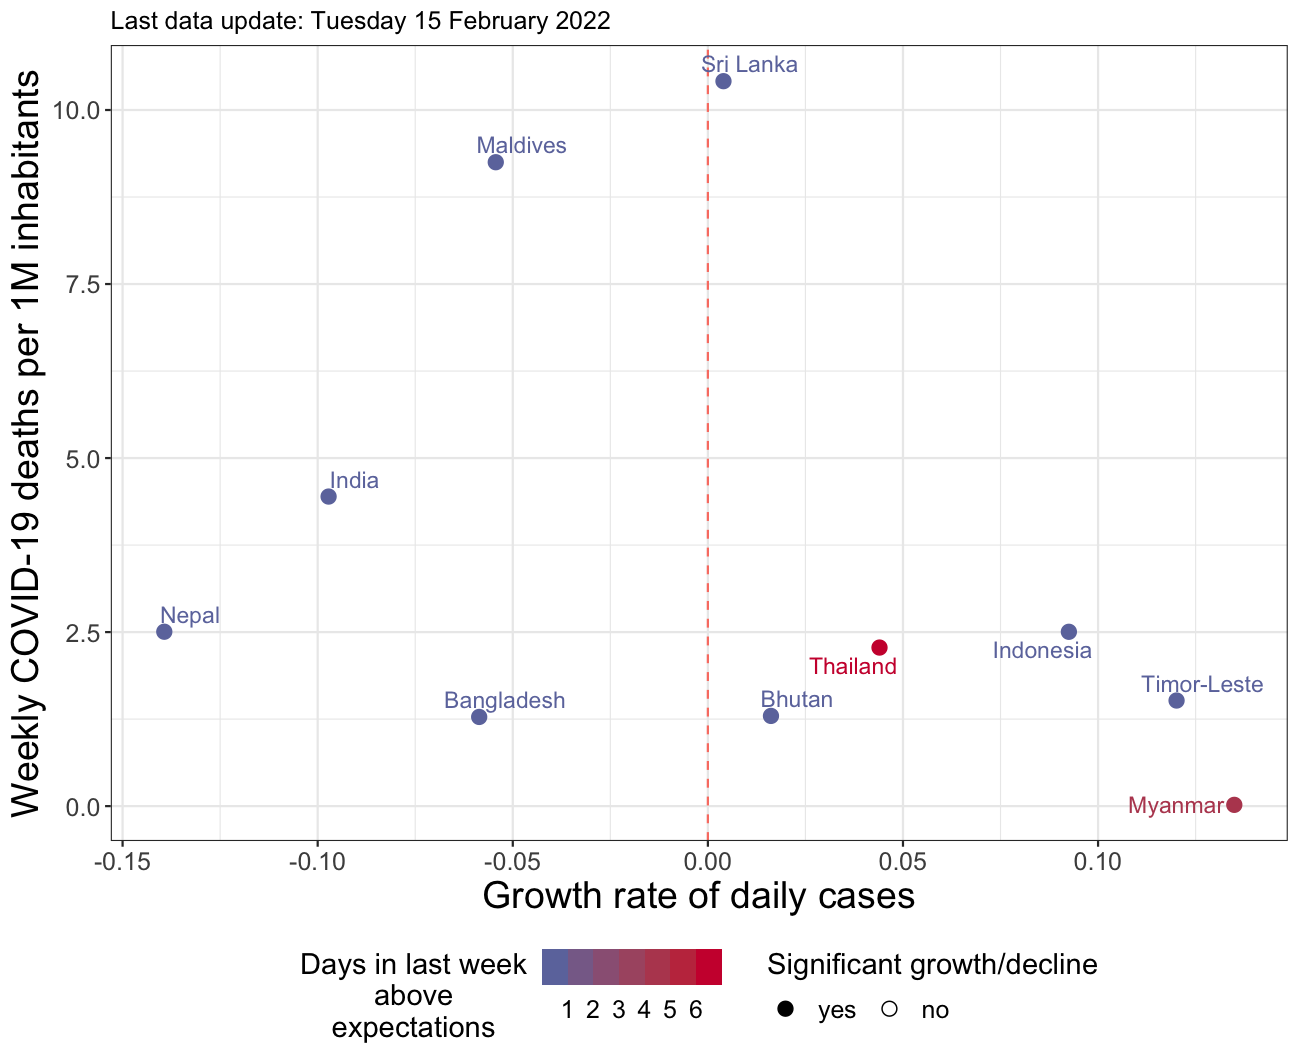 Last data update: Tuesday 15 February 2022
Weekly COVID-19 deaths per 1M inhabitants
10.0
7.5
5.0
2.5
0.0
Sri Lanka
Maldives
India
Nepal
Thailand
Indonesia
Timor-Leste
Bangladesh
Bhutan
Myanmar
-0.15 -0.10 -0.05 0.00 0.05 0.10
Growth rate of daily cases
Days in last week
above
expectations
1 2 3 4 5 6
Significant growth/decline
yes no